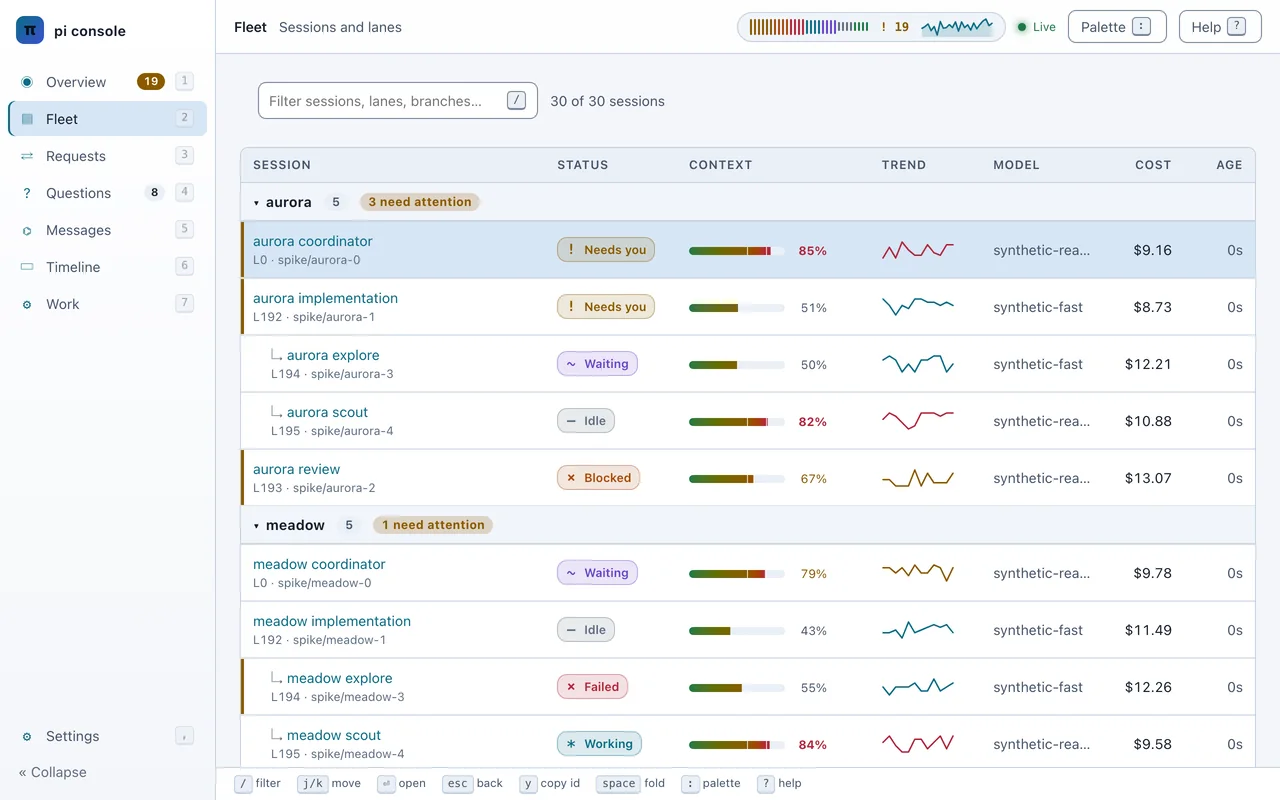 π pi console
Overview 19 1
Fleet 2
Requests 3
? Questions 8 4
Messages 5
Timeline 6
Work 7
Settings ,
« Collapse
Fleet Sessions and lanes
! 19
Live
Palette :
Help ?
Filter sessions, lanes, branches... /
30 of 30 sessions
SESSION STATUS CONTEXT TREND MODEL COST AGE
▾ aurora 5 3 need attention
aurora coordinator
L0 · spike/aurora-0
! Needs you 85% synthetic-rea... $9.16 0s
aurora implementation
L192 · spike/aurora-1
! Needs you 51% synthetic-fast $8.73 0s
aurora explore
L194 · spike/aurora-3
~ Waiting 50% synthetic-fast $12.21 0s
aurora scout
L195 · spike/aurora-4
– Idle 82% synthetic-rea... $10.88 0s
aurora review
L193 · spike/aurora-2
× Blocked 67% synthetic-rea... $13.07 0s
▾ meadow 5 1 need attention
meadow coordinator
L0 · spike/meadow-0
~ Waiting 79% synthetic-rea... $9.78 0s
meadow implementation
L192 · spike/meadow-1
– Idle 43% synthetic-fast $11.49 0s
meadow explore
L194 · spike/meadow-3
× Failed 55% synthetic-fast $12.26 0s
meadow scout
L195 · spike/meadow-4
* Working 84% synthetic-rea... $9.58 0s
/ filter j/k move ⏎ open esc back y copy id space fold : palette ? help